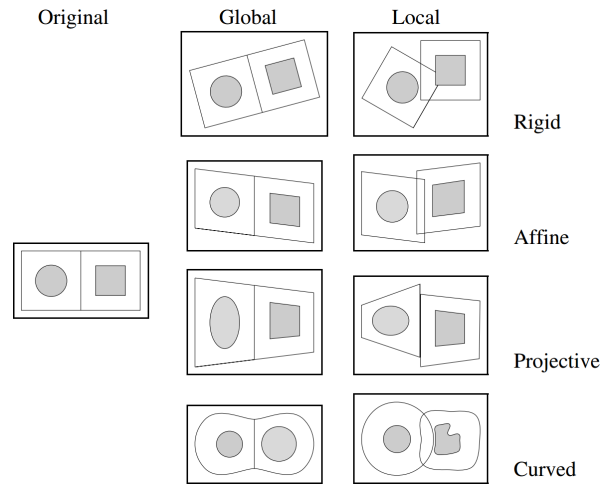 Original Global Local
Rigid
Affine
Projective
Curved